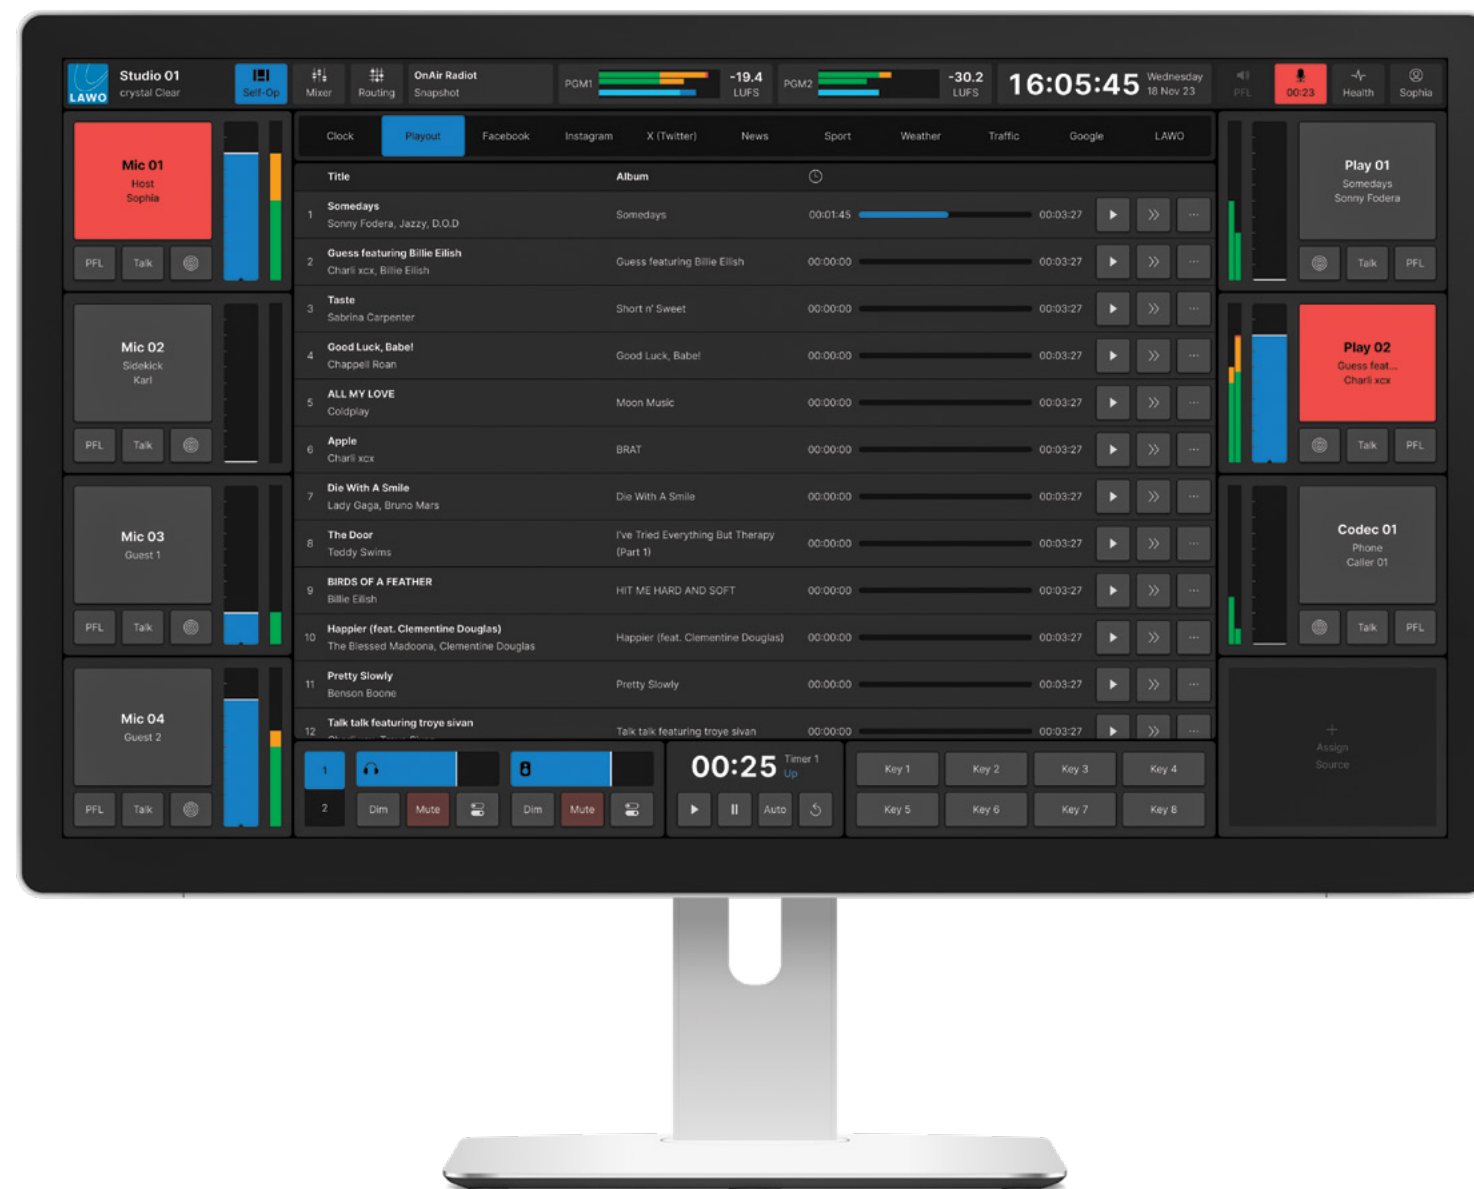 LAWO
Studio 01
crystal Clear
Self-Op
Mixer
Routing
OnAir Radiot
Snapshot
PGM1
-19.4
LUFS
PGM2
-30.2
LUFS
16:05:45
Wednesday
18 Nov 23
PFL
00:23
Health
Sophia
Mic 01
Host
Sophia
PFL Talk
Mic 02
Sidekick
Karl
PFL Talk
Mic 03
Guest 1
PFL Talk
Mic 04
Guest 2
PFL Talk
Clock Playout Facebook Instagram X (Twitter) News Sport Weather Traffic Google LAWO
Title Album
1 Somedays
Sonny Fodera, Jazzy, D.O.D
Somedays 00:01:45 00:03:27
2 Guess featuring Billie Eilish
Charli xcx, Billie Eilish
Guess featuring Billie Eilish 00:00:00 00:03:27
3 Taste
Sabrina Carpenter
Short n' Sweet 00:00:00 00:03:27
4 Good Luck, Babe!
Chappell Roan
Good Luck, Babe! 00:00:00 00:03:27
5 ALL MY LOVE
Coldplay
Moon Music 00:00:00 00:03:27
6 Apple
Charli xcx
BRAT 00:00:00 00:03:27
7 Die With A Smile
Lady Gaga, Bruno Mars
Die With A Smile 00:00:00 00:03:27
8 The Door
Teddy Swims
I've Tried Everything But Therapy
(Part 1)
00:00:00 00:03:27
9 BIRDS OF A FEATHER
Billie Eilish
HIT ME HARD AND SOFT 00:00:00 00:03:27
10 Happier (feat. Clementine Douglas)
The Blessed Madoona, Clementine Douglas
Happier (feat. Clementine Douglas) 00:00:00 00:03:27
11 Pretty Slowly
Benson Boone
Pretty Slowly 00:00:00 00:03:27
12 Talk talk featuring troye sivan
Talk talk featuring troye sivan 00:00:00 00:03:27
1
2
Dim Mute
Dim Mute
00:25
Timer 1
Up
Auto
Key 1 Key 2 Key 3 Key 4
Key 5 Key 6 Key 7 Key 8
Play 01
Somedays
Sonny Fodera
Talk PFL
Play 02
Guess feat...
Charli xcx
Talk PFL
Codec 01
Phone
Caller 01
Talk PFL
+
Assign
Source